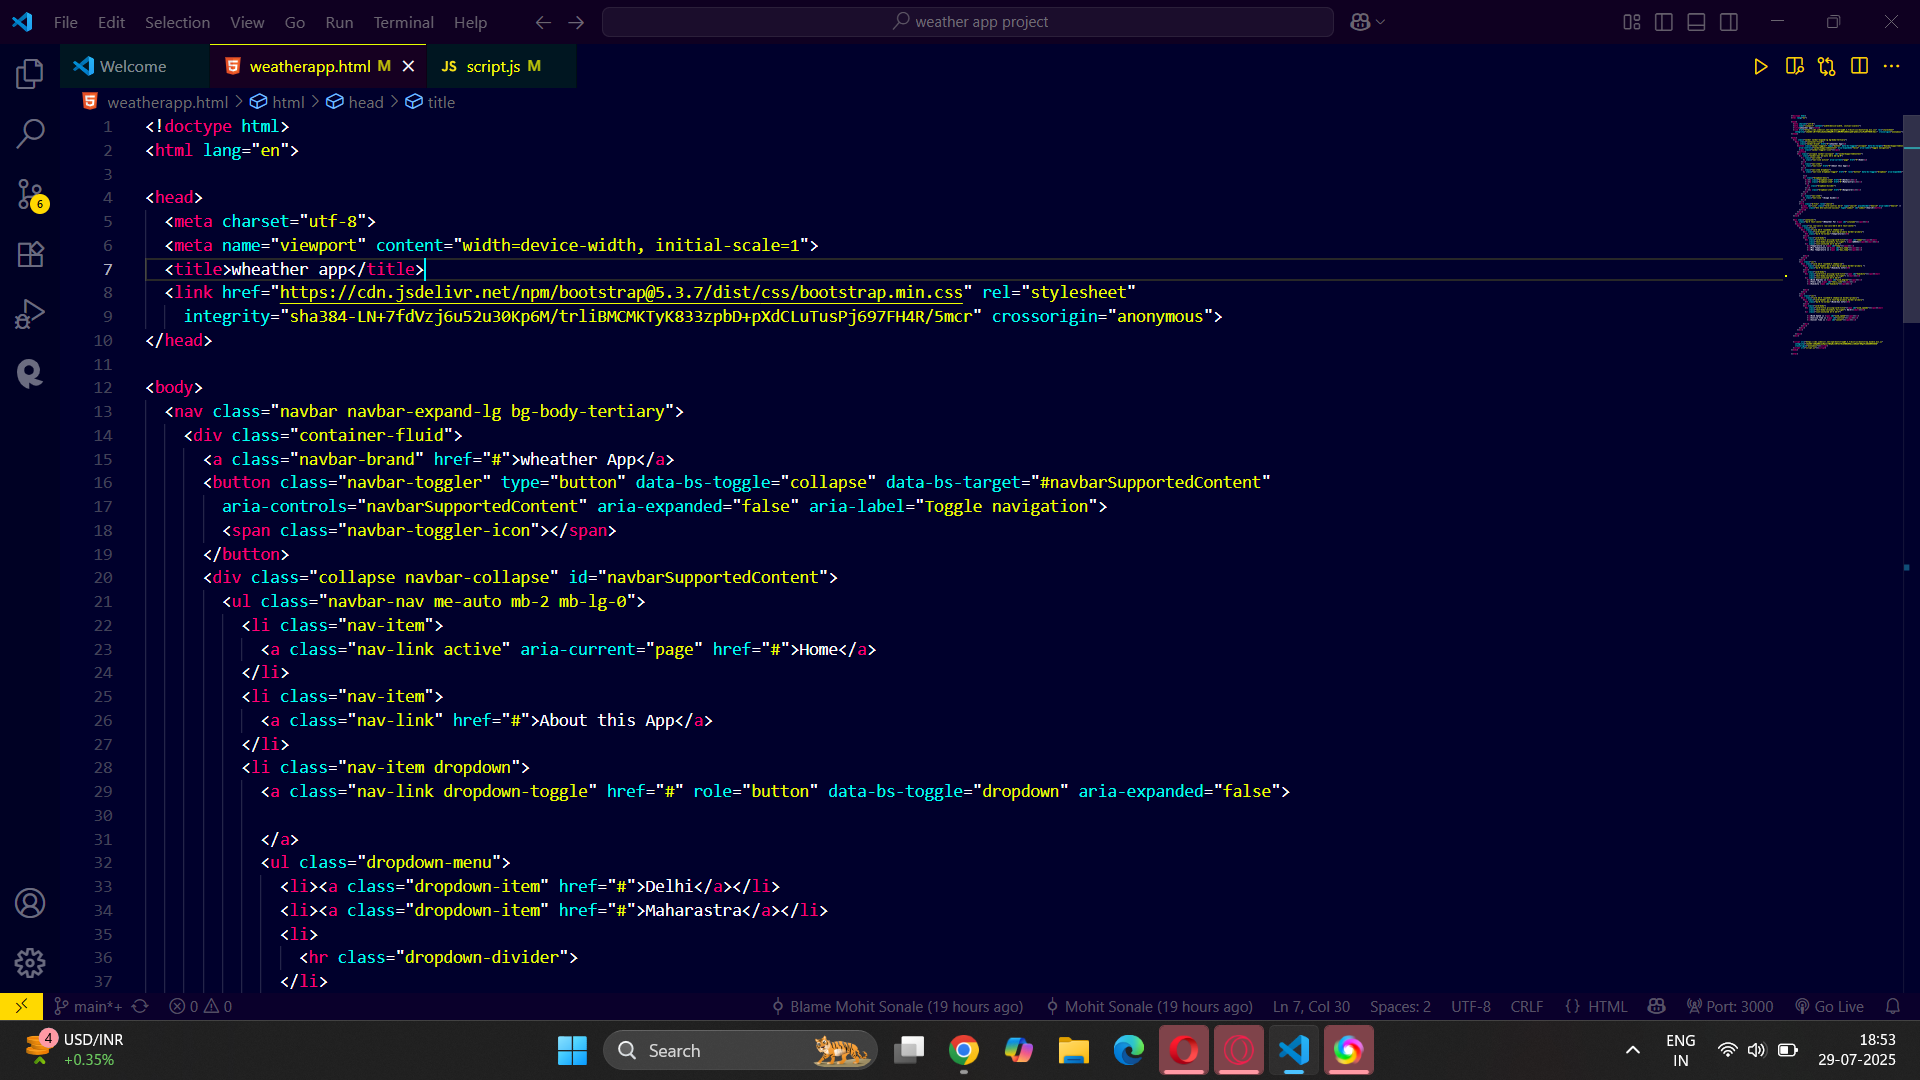 File Edit Selection View Go Run Terminal Help
weather app project
Welcome
weatherapp.html M
JS script.js M
weatherapp.html > html > head > title
1 <!doctype html>
2 <html lang="en">
3
4 <head>
5 <meta charset="utf-8">
6 <meta name="viewport" content="width=device-width, initial-scale=1">
7 <title>wheather app</title>
8 <link href="https://cdn.jsdelivr.net/npm/bootstrap@5.3.7/dist/css/bootstrap.min.css" rel="stylesheet"
9 integrity="sha384-LN+7fdVzj6u52u30Kp6M/trliBMCMKTyK833zpbD+pXdCLuTusPj697FH4R/5mcr" crossorigin="anonymous">
10 </head>
11
12 <body>
13 <nav class="navbar navbar-expand-lg bg-body-tertiary">
14 <div class="container-fluid">
15 <a class="navbar-brand" href="#">wheather App</a>
16 <button class="navbar-toggler" type="button" data-bs-toggle="collapse" data-bs-target="#navbarSupportedContent"
17 aria-controls="navbarSupportedContent" aria-expanded="false" aria-label="Toggle navigation">
18 <span class="navbar-toggler-icon"></span>
19 </button>
20 <div class="collapse navbar-collapse" id="navbarSupportedContent">
21 <ul class="navbar-nav me-auto mb-2 mb-lg-0">
22 <li class="nav-item">
23 <a class="nav-link active" aria-current="page" href="#">Home</a>
24 </li>
25 <li class="nav-item">
26 <a class="nav-link" href="#">About this App</a>
27 </li>
28 <li class="nav-item dropdown">
29 <a class="nav-link dropdown-toggle" href="#" role="button" data-bs-toggle="dropdown" aria-expanded="false">
30
31 </a>
32 <ul class="dropdown-menu">
33 <li><a class="dropdown-item" href="#">Delhi</a></li>
34 <li><a class="dropdown-item" href="#">Maharastra</a></li>
35 <li>
36 <hr class="dropdown-divider">
37 </li>
6
main*+ 0 0 Blame Mohit Sonale (19 hours ago) Mohit Sonale (19 hours ago) Ln 7, Col 30 Spaces: 2 UTF-8 CRLF {} HTML Port: 3000 Go Live
4 USD/INR
+0.35%
Search
ENG
IN
18:53
29-07-2025